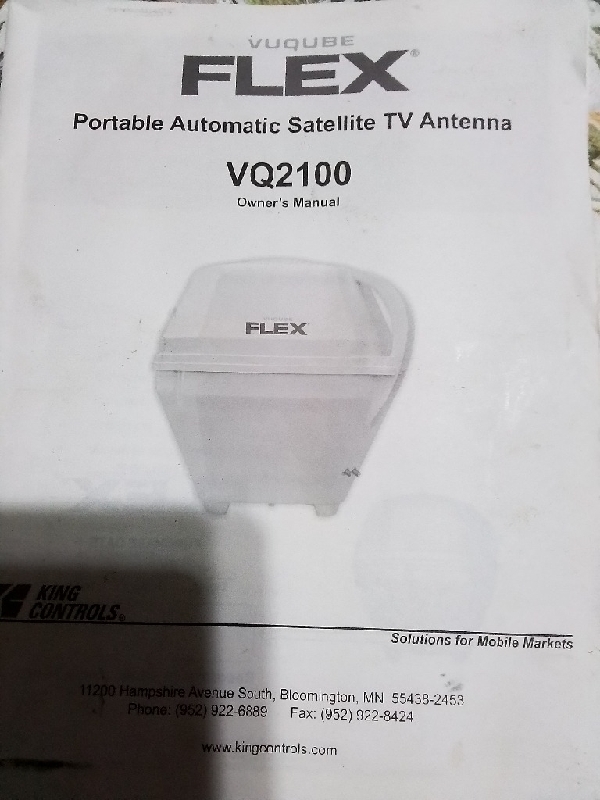 VUQUBE
FLEX®
Portable Automatic Satellite TV Antenna
VQ2100
Owner's Manual
FLEX
KING
CONTROLS®
Solutions for Mobile Markets
11200 Hampshire Avenue South, Bloomington, MN 55438-2453
Phone: (952) 922-6889 Fax: (952) 922-8424
www.kingcontrols.com